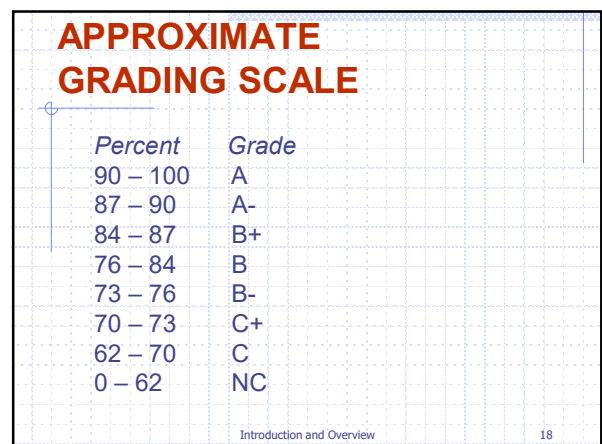 APPROXIMATE
GRADING SCALE
Percent Grade
90 – 100 A
87 – 90 A-
84 – 87 B+
76 – 84 B
73 – 76 B-
70 – 73 C+
62 – 70 C
0 – 62 NC
Introduction and Overview 18